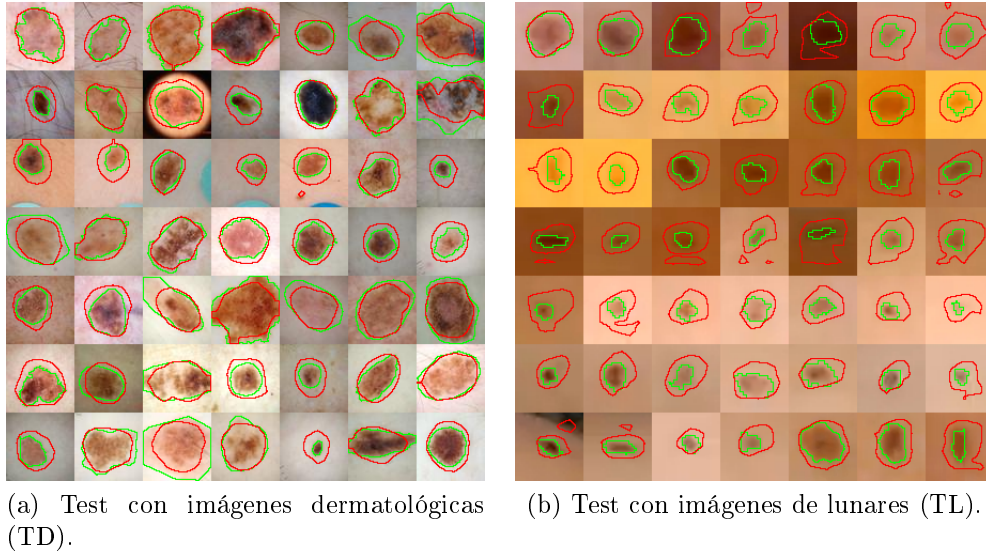 (a) Test con imágenes dermatológicas
(TD).
(b) Test con imágenes de lunares (TL).